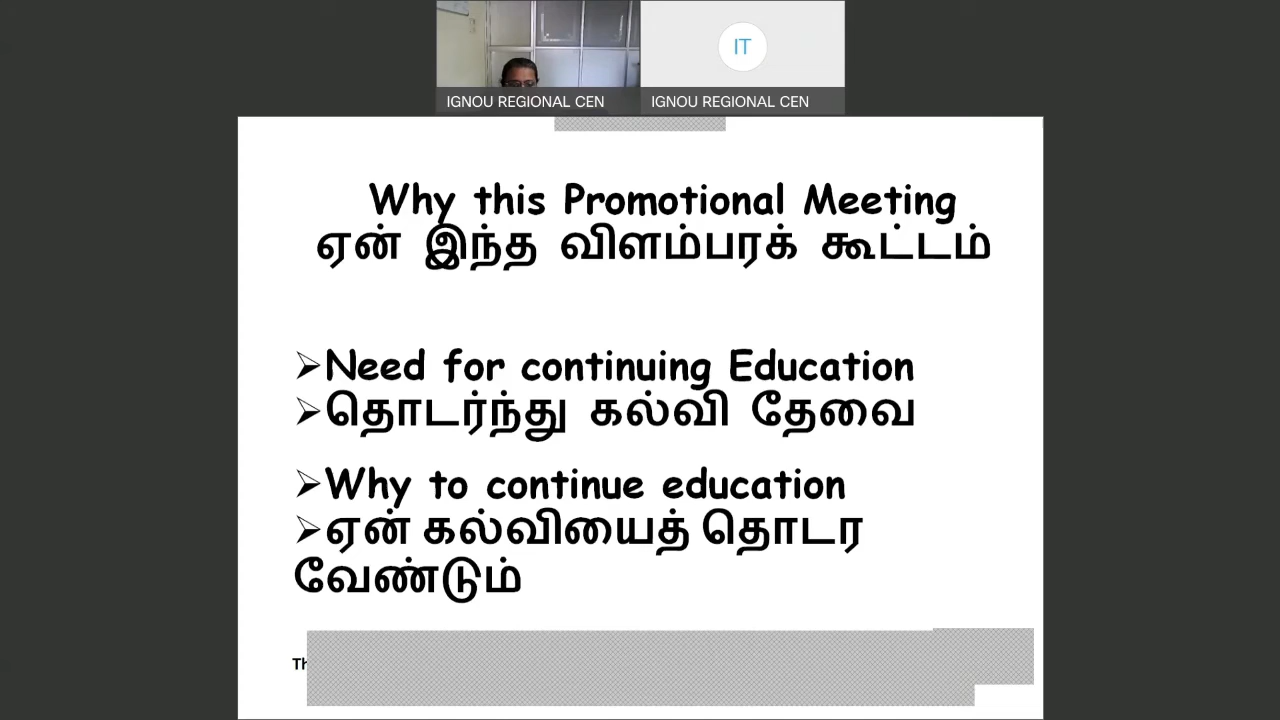 IT
IGNOU REGIONAL CEN
IGNOU REGIONAL CEN
Why this Promotional Meeting
ஏன் இந்த விளம்பரக் கூட்டம்
➢Need for continuing Education
➢தொடர்ந்து கல்வி தேவை
➢Why to continue education
➢ஏன் கல்வியைத் தொடர
வேண்டும்